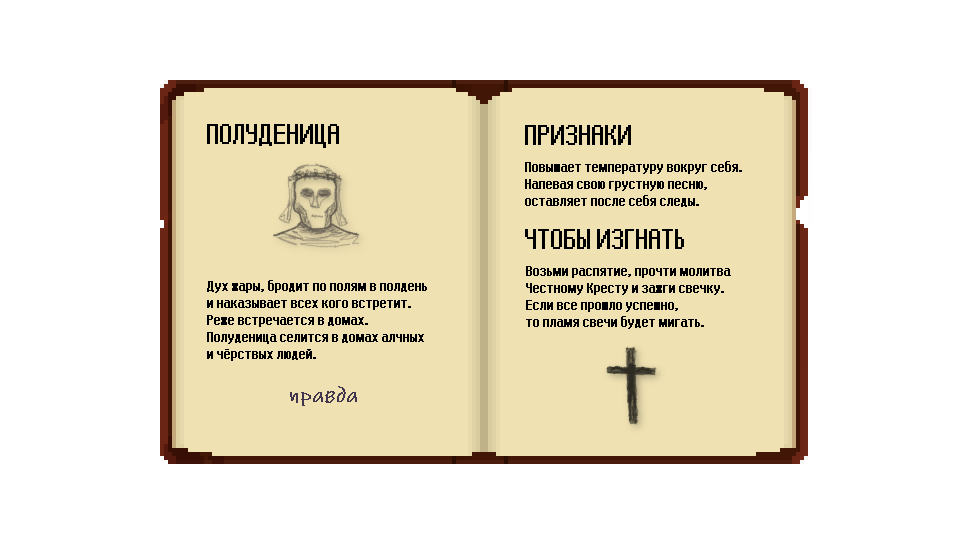 ПОЛУДЕНИЦА
Дух жары, бродит по полям в полдень
и наказывает всех кого встретит.
Реже встречается в домах.
Полуденица селится в домах алчных
и чёрствых людей.
правда
ПРИЗНАКИ
Повышает температуру вокруг себя.
Напевая свою грустную песню,
оставляет после себя следы.
ЧТОБЫ ИЗГНАТЬ
Возьми распятие, прочти молитва
Честному Кресту и зажги свечку.
Если все прошло успешно,
то пламя свечи будет мигать.